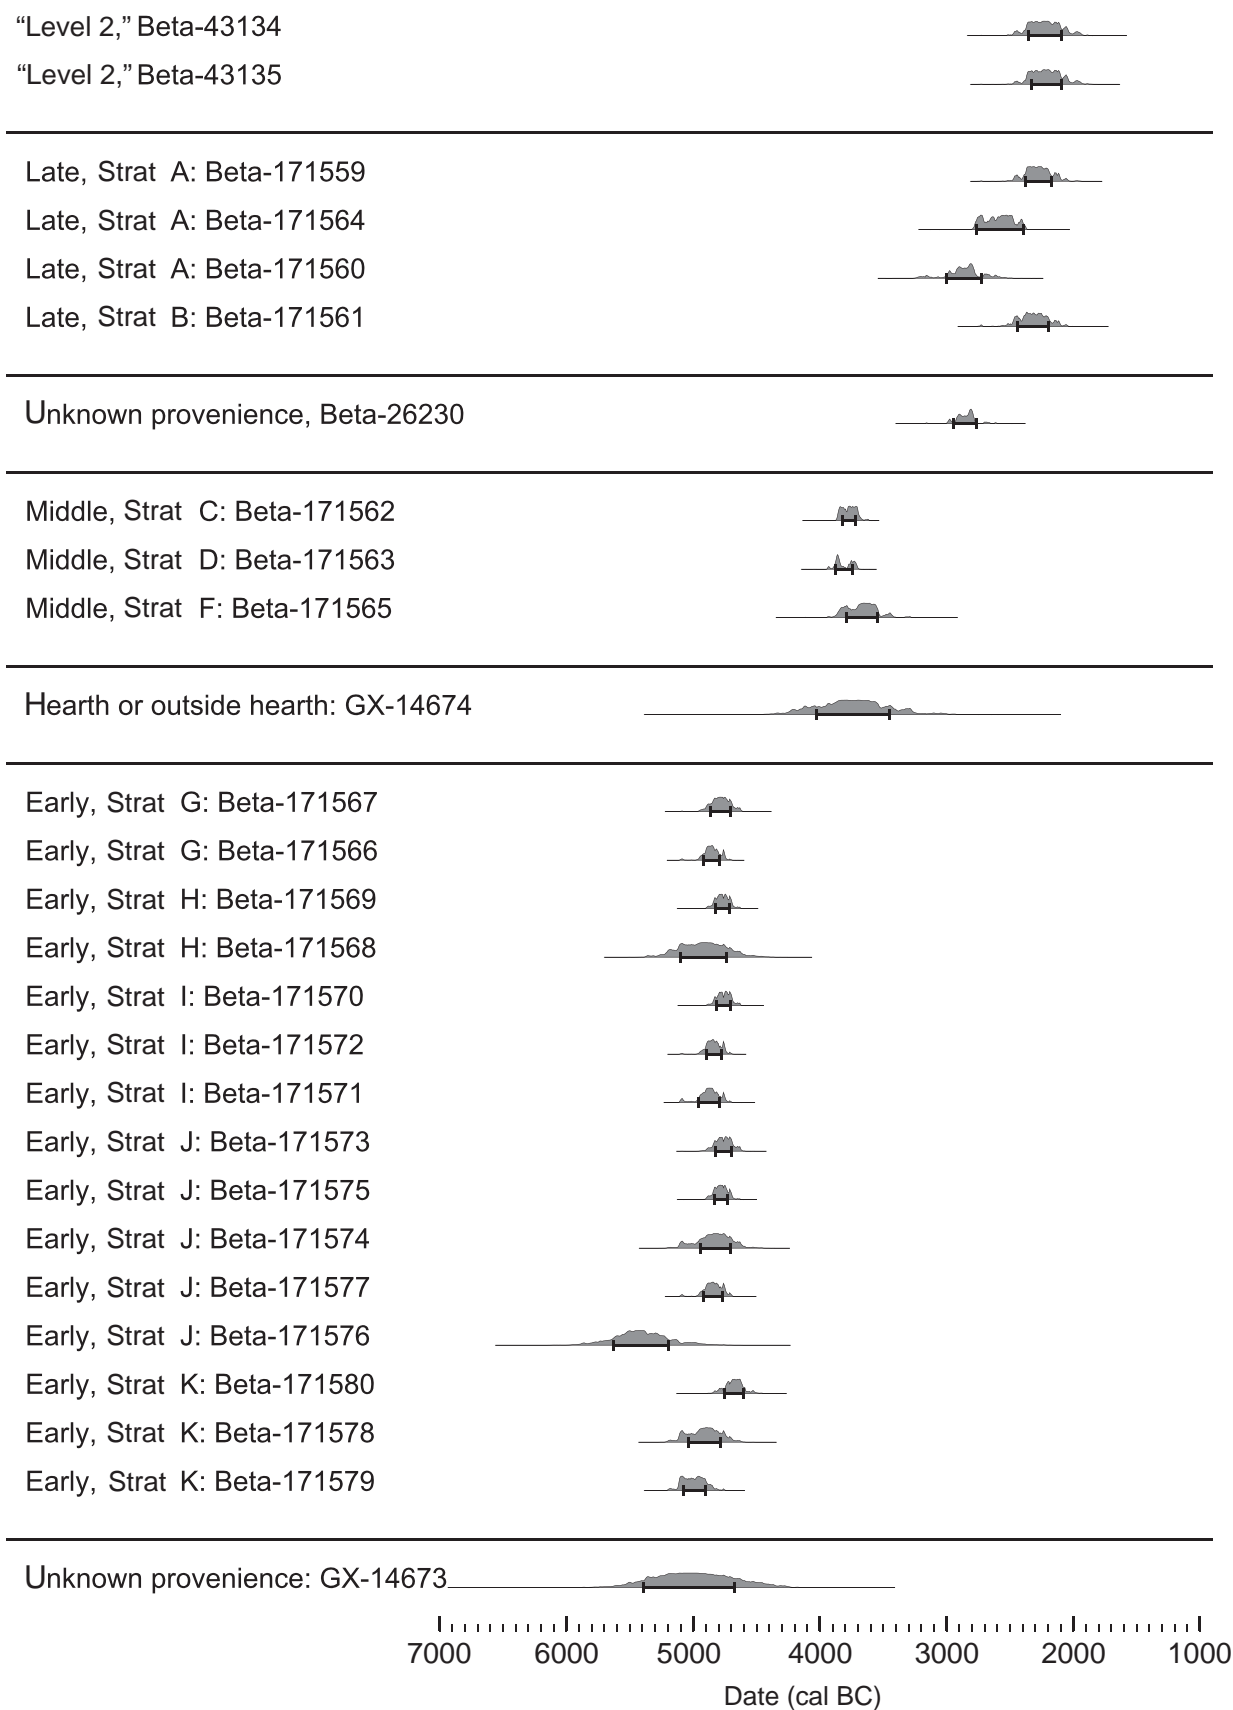 “Level 2,” Beta-43134
“Level 2,” Beta-43135
Late, Strat A: Beta-171559
Late, Strat A: Beta-171564
Late, Strat A: Beta-171560
Late, Strat B: Beta-171561
Unknown provenience, Beta-26230
Middle, Strat C: Beta-171562
Middle, Strat D: Beta-171563
Middle, Strat F: Beta-171565
Hearth or outside hearth: GX-14674
Early, Strat G: Beta-171567
Early, Strat G: Beta-171566
Early, Strat H: Beta-171569
Early, Strat H: Beta-171568
Early, Strat I: Beta-171570
Early, Strat I: Beta-171572
Early, Strat I: Beta-171571
Early, Strat J: Beta-171573
Early, Strat J: Beta-171575
Early, Strat J: Beta-171574
Early, Strat J: Beta-171577
Early, Strat J: Beta-171576
Early, Strat K: Beta-171580
Early, Strat K: Beta-171578
Early, Strat K: Beta-171579
Unknown provenience: GX-14673
7000 6000 5000 4000 3000 2000 1000
Date (cal BC)